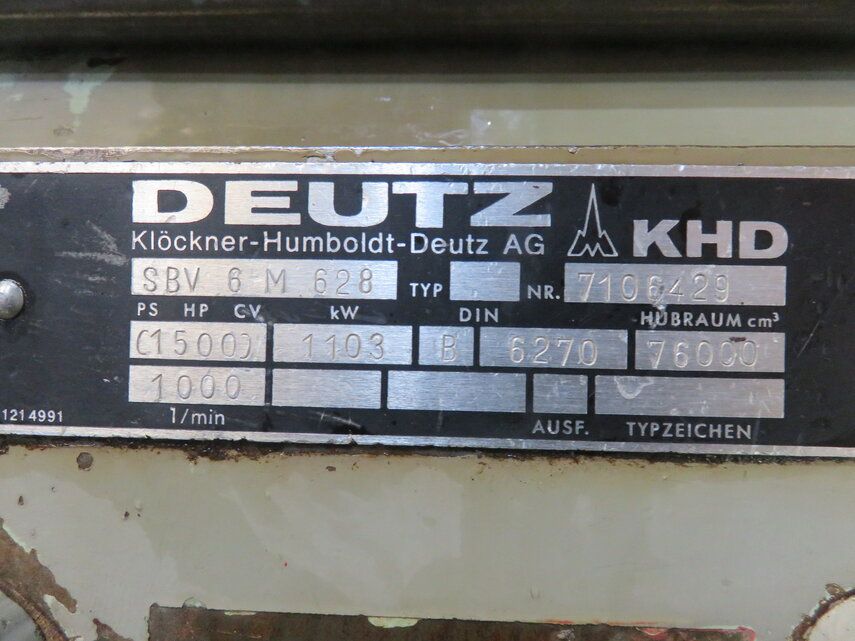 DEUTZ KHD
Klöckner-Humboldt-Deutz AG
SBV 6 M 628 TYP NR. 7106429
PS HP CV kW DIN HUBRAUM cm³
(1500) 1103 B 6270 76000
1000
1214991 1/min AUSF. TYPZEICHEN